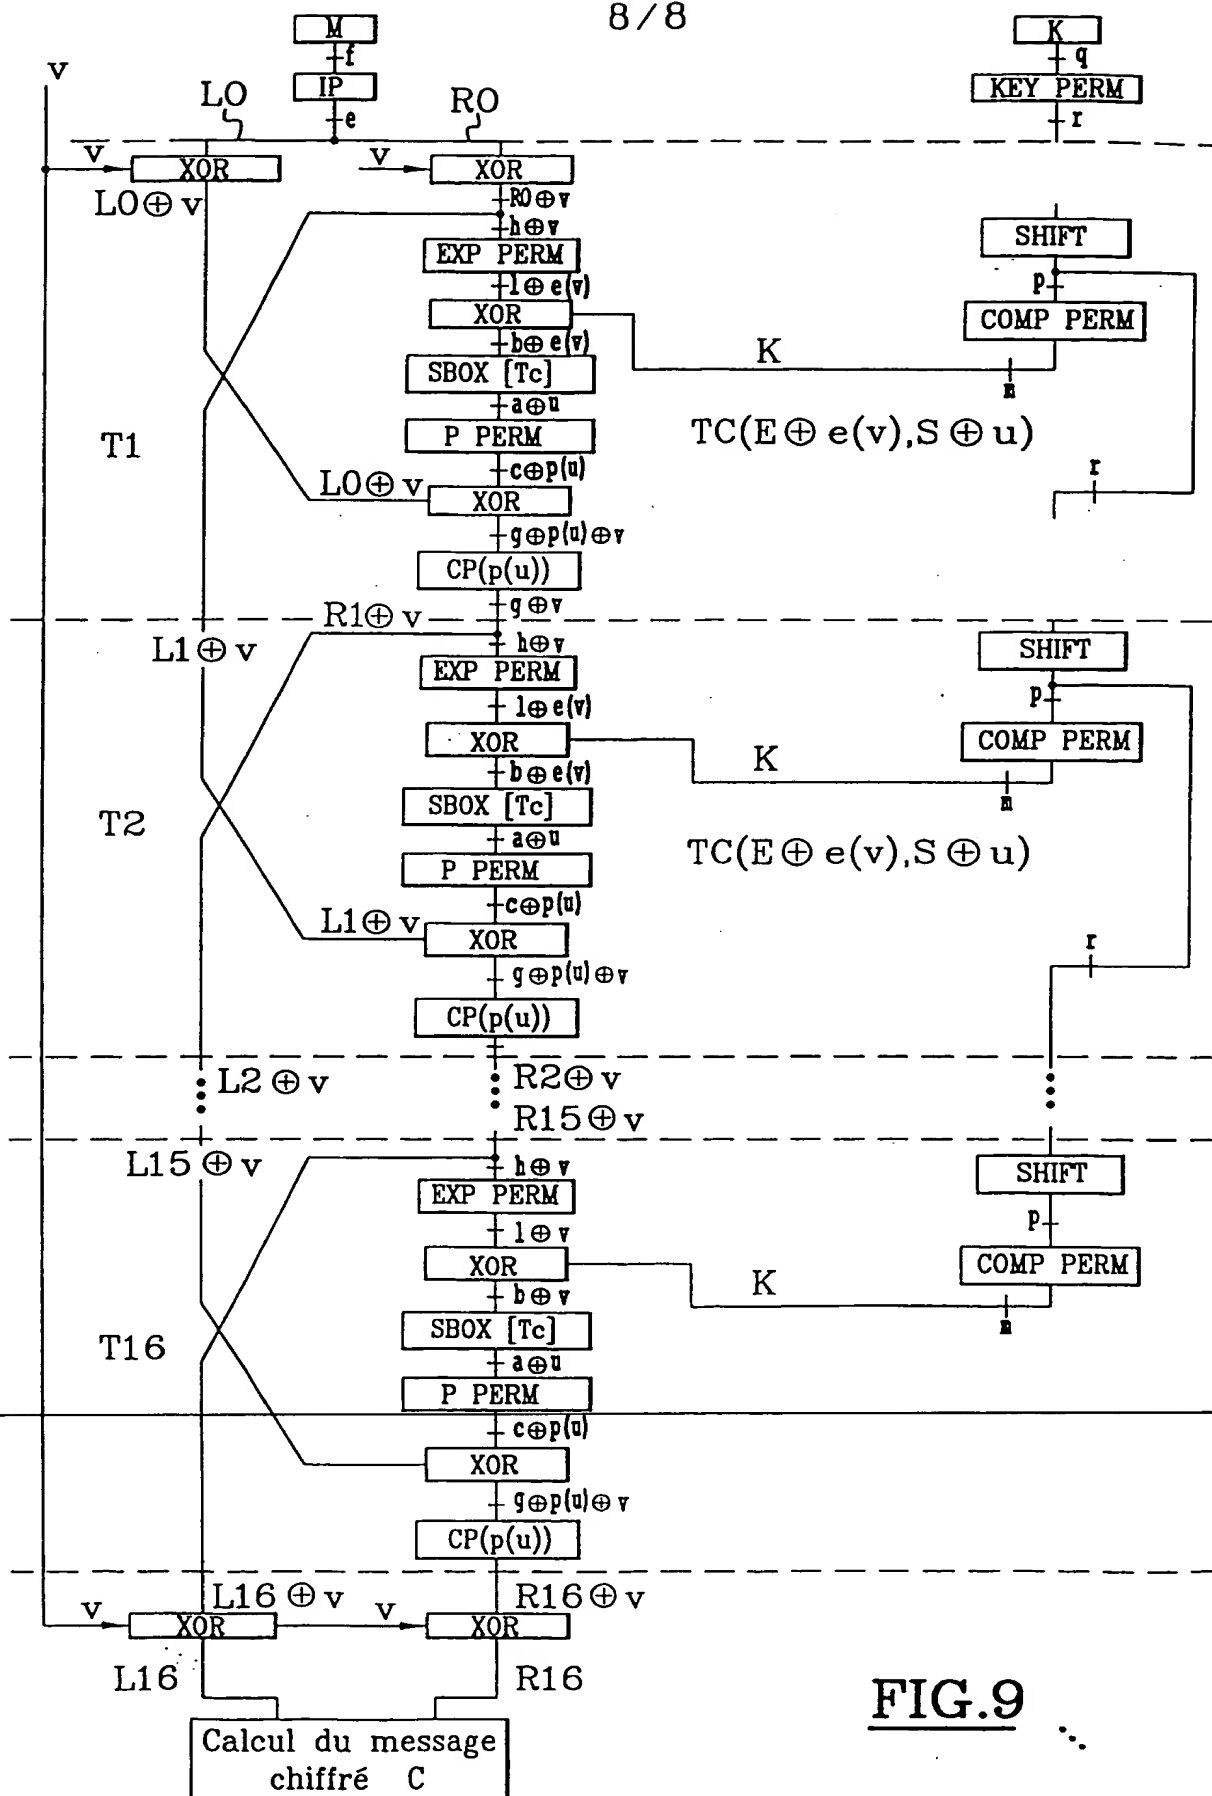 8/8
M
f
IP
e
K
q
KEY PERM
r
v
L0
R0
v
XOR
v
XOR
L0⊕v
R0⊕v
h⊕v
EXP PERM
l⊕e(v)
XOR
b⊕e(v)
SBOX [Tc]
a⊕u
P PERM
c⊕p(u)
L0⊕v
XOR
g⊕p(u)⊕v
CP(p(u))
g⊕v
T1
K
SHIFT
p
COMP PERM
m
TC(E⊕e(v),S⊕u)
r
R1⊕v
L1⊕v
h⊕v
EXP PERM
l⊕e(v)
XOR
b⊕e(v)
SBOX [Tc]
a⊕u
P PERM
c⊕p(u)
L1⊕v
XOR
g⊕p(u)⊕v
CP(p(u))
T2
K
SHIFT
p
COMP PERM
m
TC(E⊕e(v),S⊕u)
r
L2⊕v
R2⊕v
R15⊕v
L15⊕v
h⊕v
EXP PERM
l⊕v
XOR
b⊕v
SBOX [Tc]
a⊕u
P PERM
c⊕p(u)
XOR
g⊕p(u)⊕v
CP(p(u))
T16
K
SHIFT
p
COMP PERM
m
L16⊕v
R16⊕v
v
XOR
v
XOR
L16
R16
Calcul du message
chiffré C
FIG.9